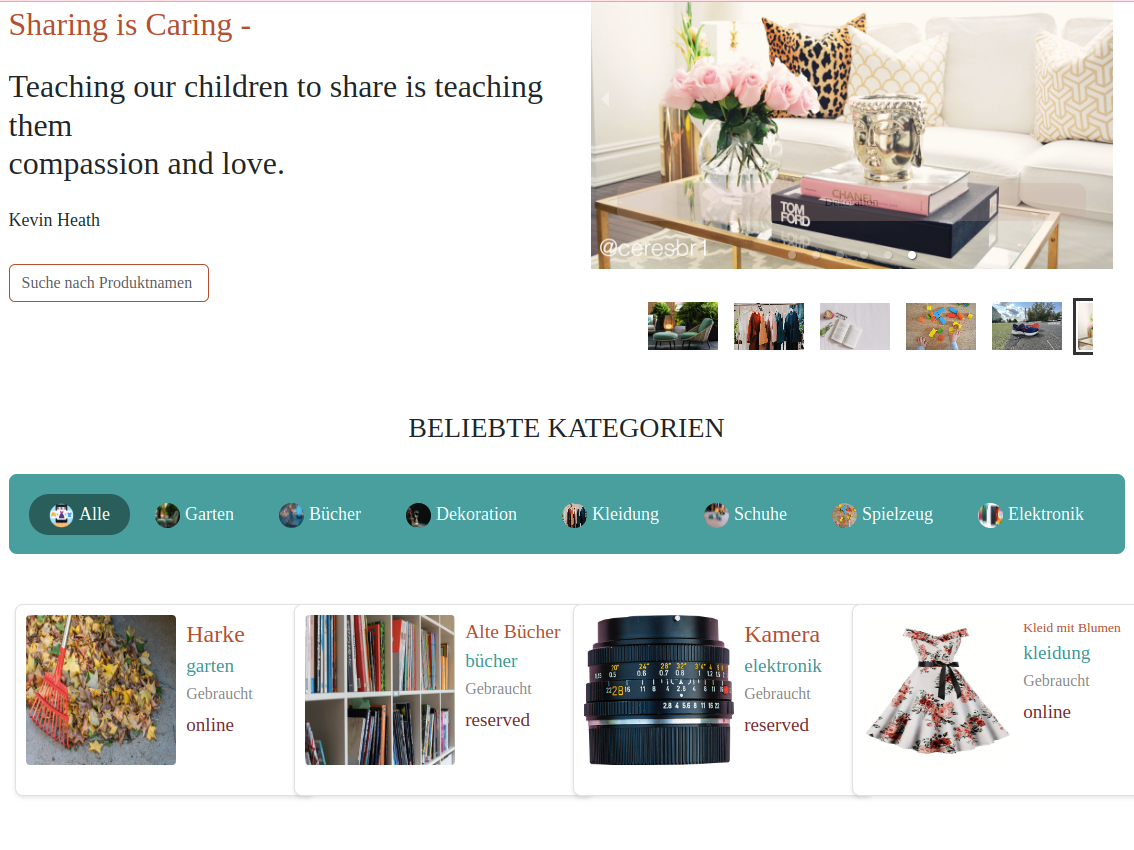 Sharing is Caring -
Teaching our children to share is teaching
them
compassion and love.
Kevin Heath
Suche nach Produktnamen
CHANEL
Dekoration
TOM
FORD
@ceresbr1
BELIEBTE KATEGORIEN
Alle
Garten
Bücher
Dekoration
Kleidung
Schuhe
Spielzeug
Elektronik
Harke
garten
Gebraucht
online
Alte Bücher
bücher
Gebraucht
reserved
Kamera
elektronik
Gebraucht
reserved
Kleid mit Blumen
kleidung
Gebraucht
online